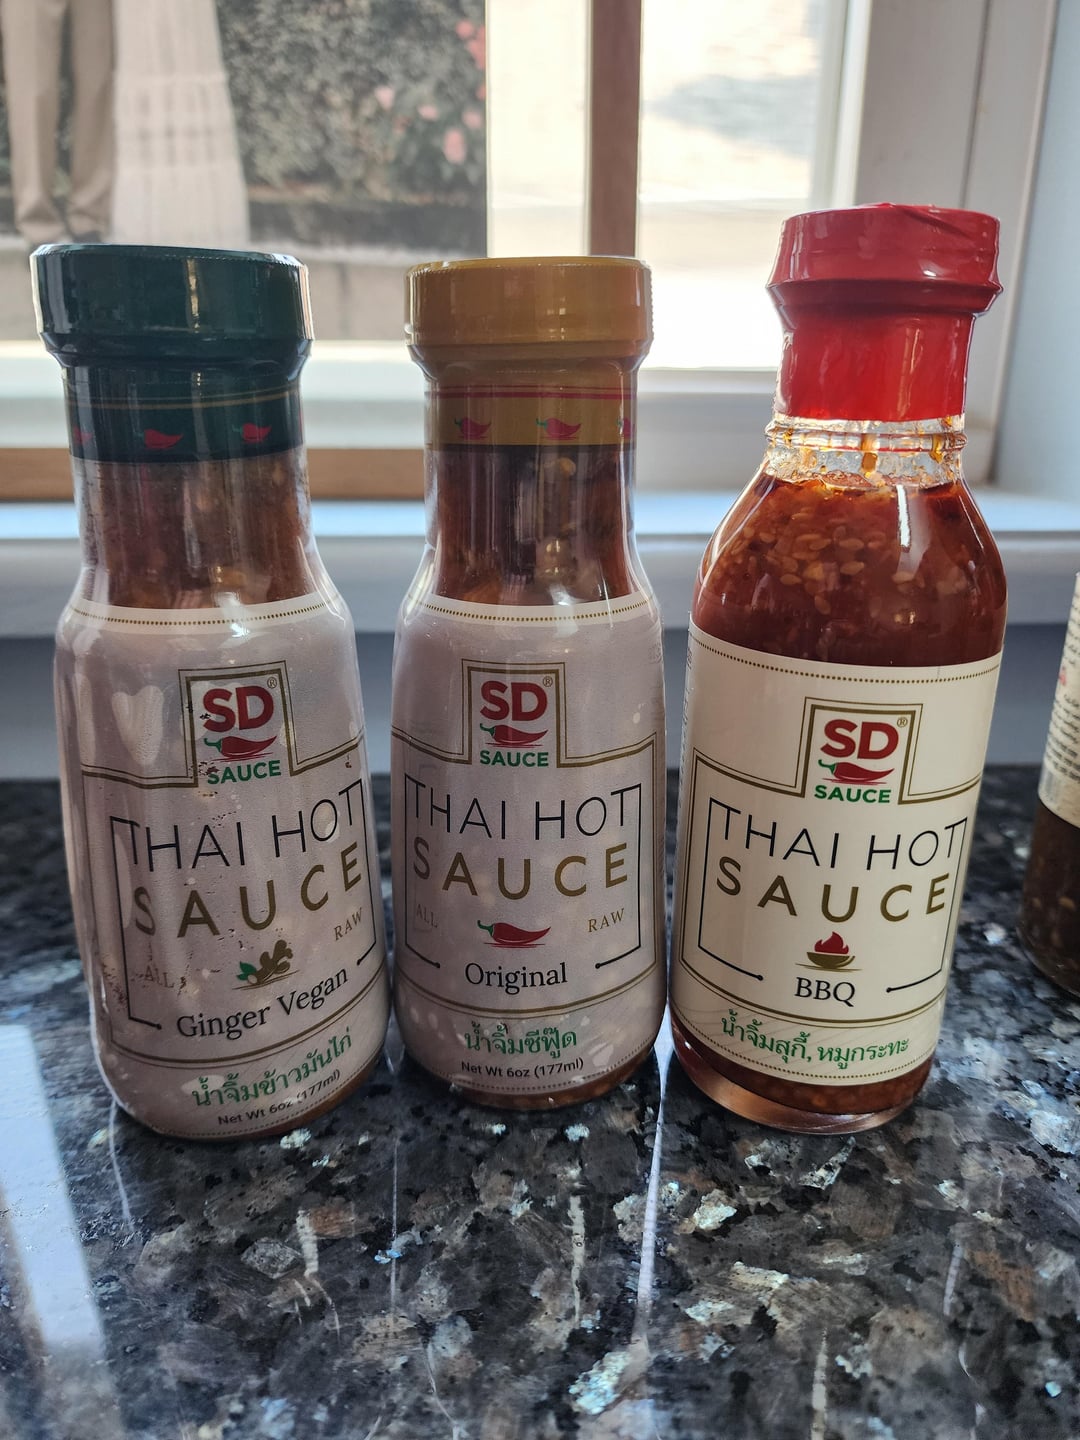 SD®
SAUCE
THAI HOT
SAUCE
ALL
RAW
Ginger Vegan
น้ำจิ้มข้าวมันไก่
Net Wt 6oz (177ml)
SD®
SAUCE
THAI HOT
SAUCE
ALL
RAW
Original
น้ำจิ้มซีฟู๊ด
Net Wt 6oz (177ml)
SD®
SAUCE
THAI HOT
SAUCE
BBQ
น้ำจิ้มสุกี้, หมูกระทะ